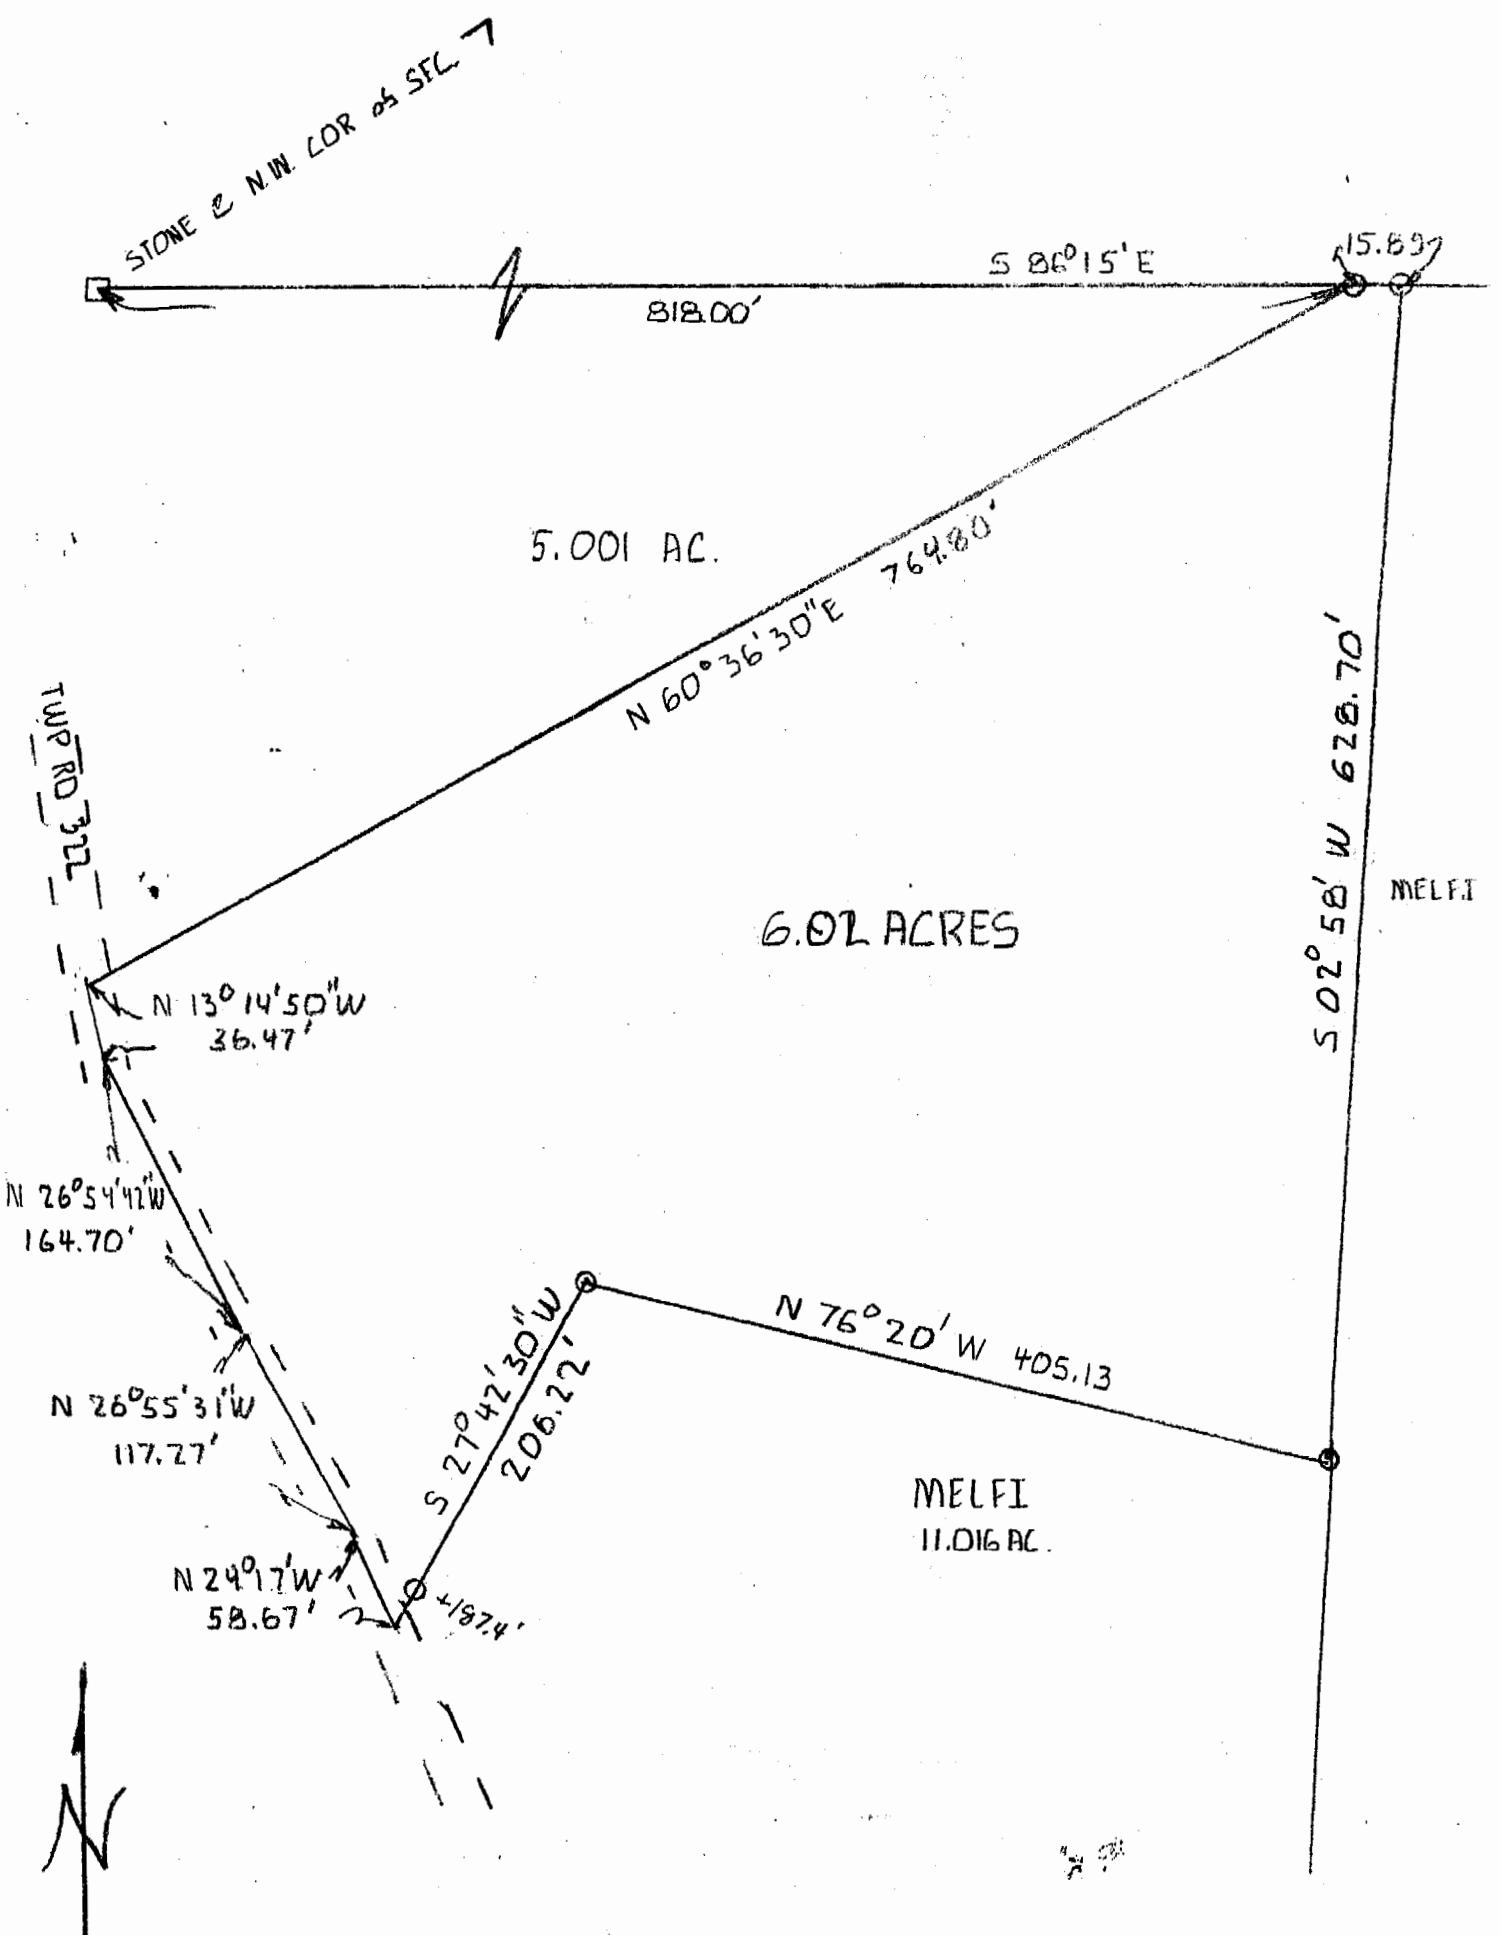 STONE @ N.W. COR of SEC. 7
S 86°15'E
15.89
818.00'
5.001 AC.
764.80'
N 60°36'30"E
TWP RD 322
S 02°58' W 628.70'
MELFI
6.02 ACRES
N 13°14'50"W
36.47'
N 26°54'42"W
164.70'
N 76°20' W 405.13
S 27°42'30"W
206.22'
N 26°55'31"W
117.27'
MELFI
11.016 AC.
N 24°17'W
58.67'
187.4'
N